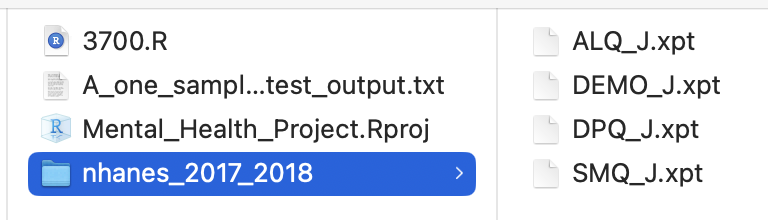 3700.R
A_one_sampl...test_output.txt
Mental_Health_Project.Rproj
nhanes_2017_2018
ALQ_J.xpt
DEMO_J.xpt
DPQ_J.xpt
SMQ_J.xpt